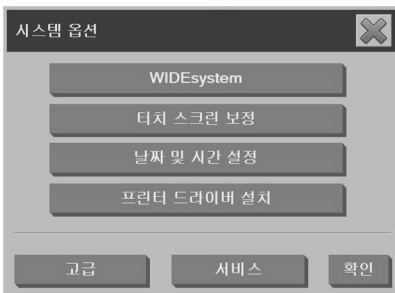 시스템 옵션
WIDEsystem
터치 스크린 보정
날짜 및 시간 설정
프린터 드라이버 설치
고급
서비스
확인